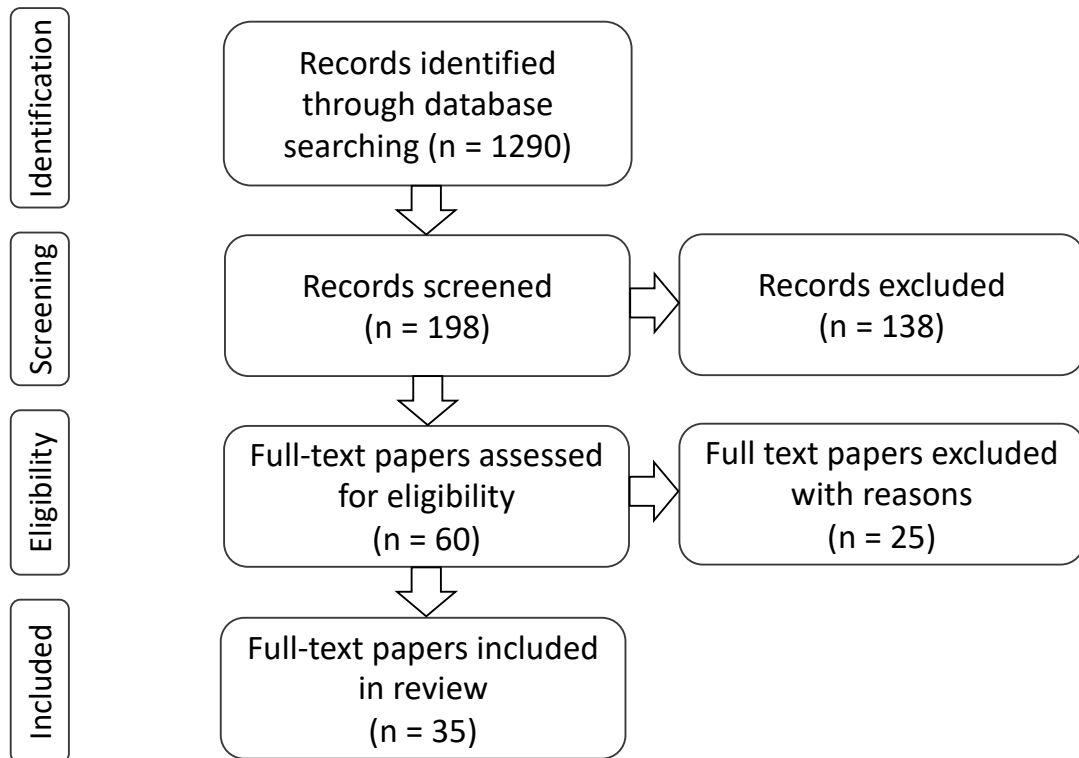 Identification
Records identified
through database
searching (n = 1290)
Screening
Records screened
(n = 198)
Records excluded
(n = 138)
Eligibility
Full-text papers assessed
for eligibility
(n = 60)
Full text papers excluded
with reasons
(n = 25)
Included
Full-text papers included
in review
(n = 35)